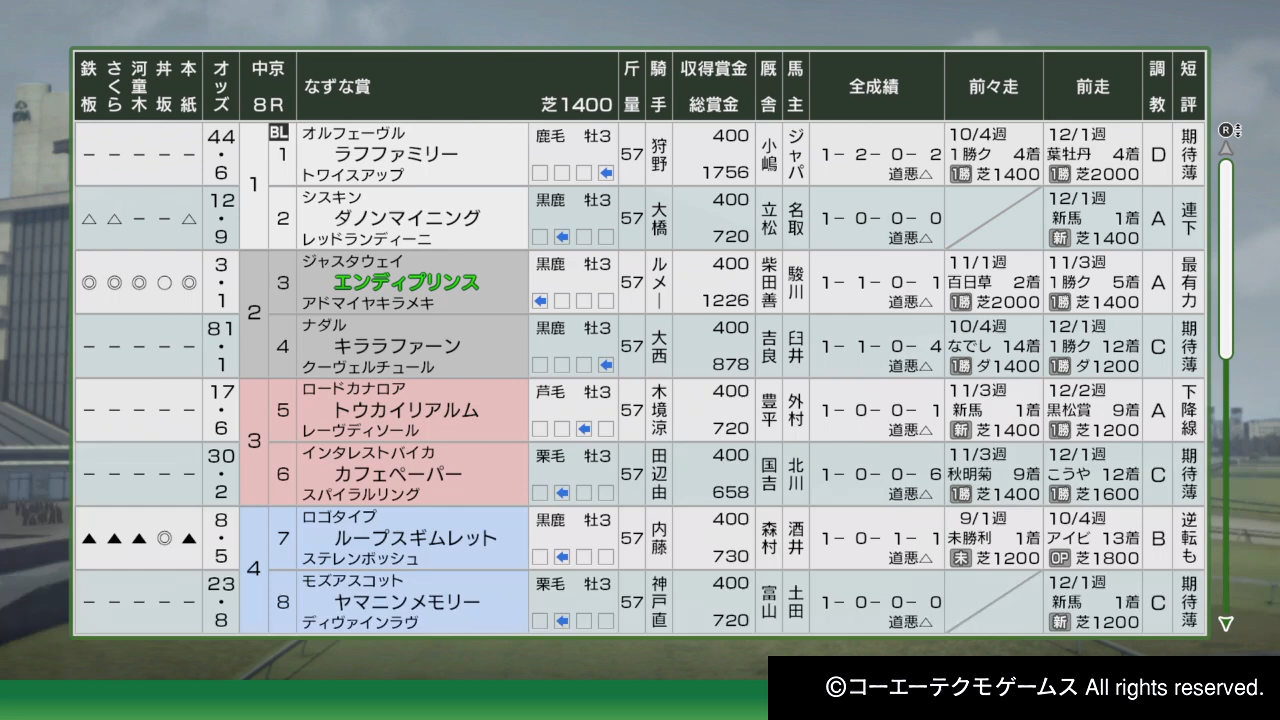 鉄板 さくら 河童木 丼坂 本紙 オッズ 中京 8R なずな賞 芝1400 斤量 騎手 収得賞金 総賞金 厩舎 馬主 全成績 前々走 前走 調教 短評
－ － － － － 44・6 1 BL 1 オルフェーヴル 鹿毛 牡3 57 狩野 400 小嶋 ジャパ 1－ 2－ 0－ 2 10/4週 12/1週 D 期待薄
ラフファミリー 1勝ク 4着 葉牡丹 4着
トワイスアップ 1756 道悪△ 1勝 芝1400 1勝 芝2000
△ △ － － △ 12・9 2 シスキン 黒鹿 牡3 57 大橋 400 立松 名取 1－ 0－ 0－ 0 12/1週 A 連下
ダノンマイニング 新馬 1着
レッドランディーニ 720 道悪△ 新 芝1400
◎ ◎ ◎ ○ ◎ 3・1 2 3 ジャスタウェイ 黒鹿 牡3 57 ルメー 400 柴田善 駿川 1－ 1－ 0－ 1 11/1週 11/3週 A 最有力
エンディプリンス 百日草 2着 1勝ク 5着
アドマイヤキラメキ 1226 道悪△ 1勝 芝2000 1勝 芝1400
－ － － － － 81・1 4 ナダル 黒鹿 牡3 57 大西 400 吉良 臼井 1－ 1－ 0－ 4 10/4週 12/1週 C 期待薄
キララファーン なでし 14着 1勝ク 12着
クーヴェルチュール 878 道悪△ 1勝 ダ1400 1勝 ダ1200
－ － － － － 17・6 3 5 ロードカナロア 芦毛 牡3 57 木境涼 400 豊平 外村 1－ 0－ 0－ 1 11/3週 12/2週 A 下降線
トウカイリアルム 新馬 1着 黒松賞 9着
レーヴディソール 720 道悪△ 新 芝1400 1勝 芝1200
－ － － － － 30・2 6 インタレストバイカ 栗毛 牡3 57 田辺由 400 国吉 北川 1－ 0－ 0－ 6 11/3週 12/1週 C 期待薄
カフェペーパー 秋明菊 9着 こうや 12着
スパイラルリング 658 道悪△ 1勝 芝1400 1勝 芝1600
▲ ▲ ▲ ◎ ▲ 8・5 4 7 ロゴタイプ 黒鹿 牡3 57 内藤 400 森村 酒井 1－ 0－ 1－ 1 9/1週 10/4週 B 逆転も
ループスギムレット 未勝利 1着 アイビ 13着
ステレンボッシュ 730 道悪△ 未 芝1200 OP 芝1800
－ － － － － 23・8 8 モズアスコット 栗毛 牡3 57 神戸直 400 富山 土田 1－ 0－ 0－ 0 12/1週 C 期待薄
ヤマニンメモリー 新馬 1着
ディヴァインラヴ 720 道悪△ 新 芝1200
R
©コーエーテクモゲームス All rights reserved.